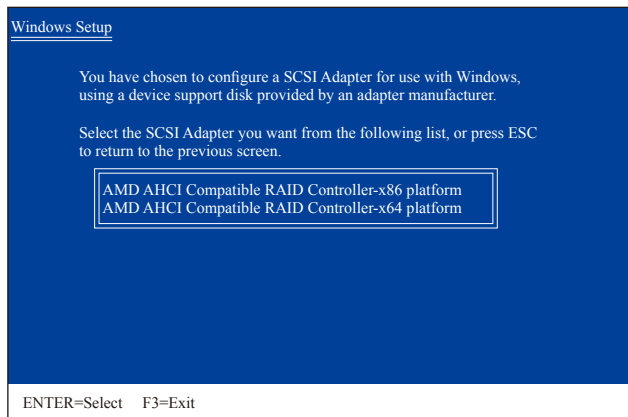 Windows Setup
You have chosen to configure a SCSI Adapter for use with Windows,
using a device support disk provided by an adapter manufacturer.
Select the SCSI Adapter you want from the following list, or press ESC
to return to the previous screen.
AMD AHCI Compatible RAID Controller-x86 platform
AMD AHCI Compatible RAID Controller-x64 platform
ENTER=Select F3=Exit